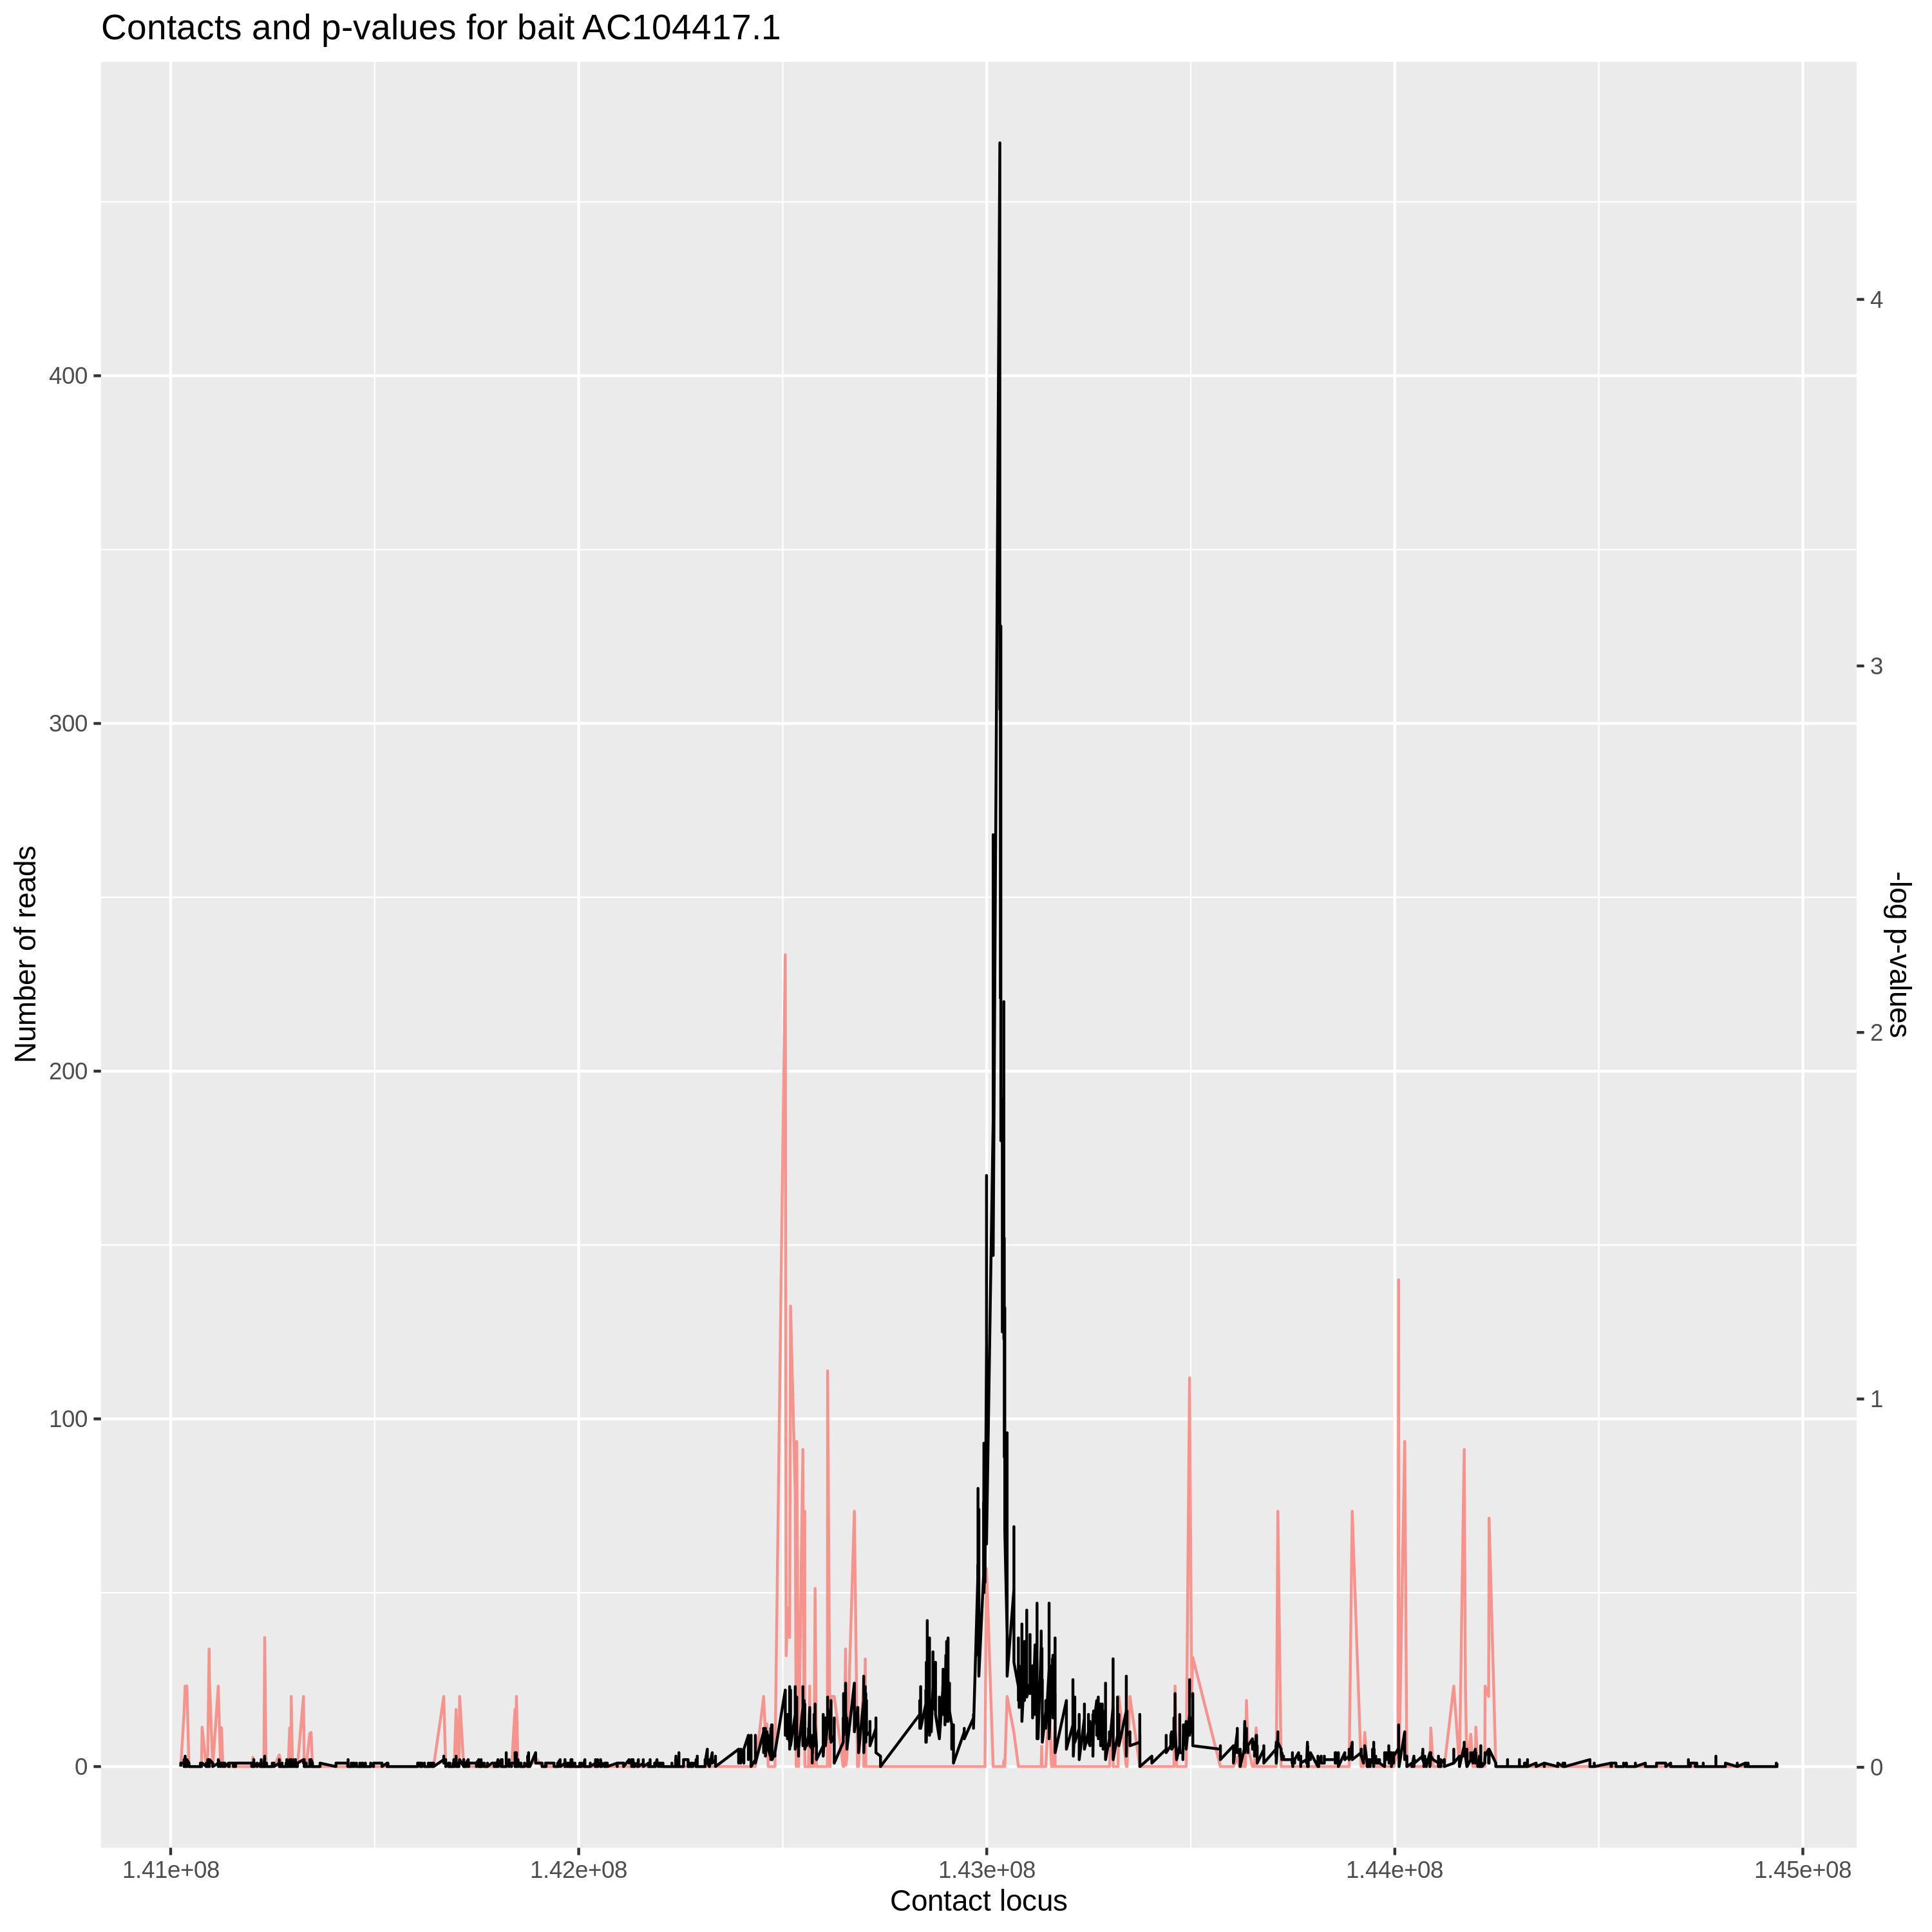 Contacts and p-values for bait AC104417.1
400
300
200
100
0
Number of reads
4
3
2
1
0
-log p-values
1.41e+08
1.42e+08
1.43e+08
1.44e+08
1.45e+08
Contact locus